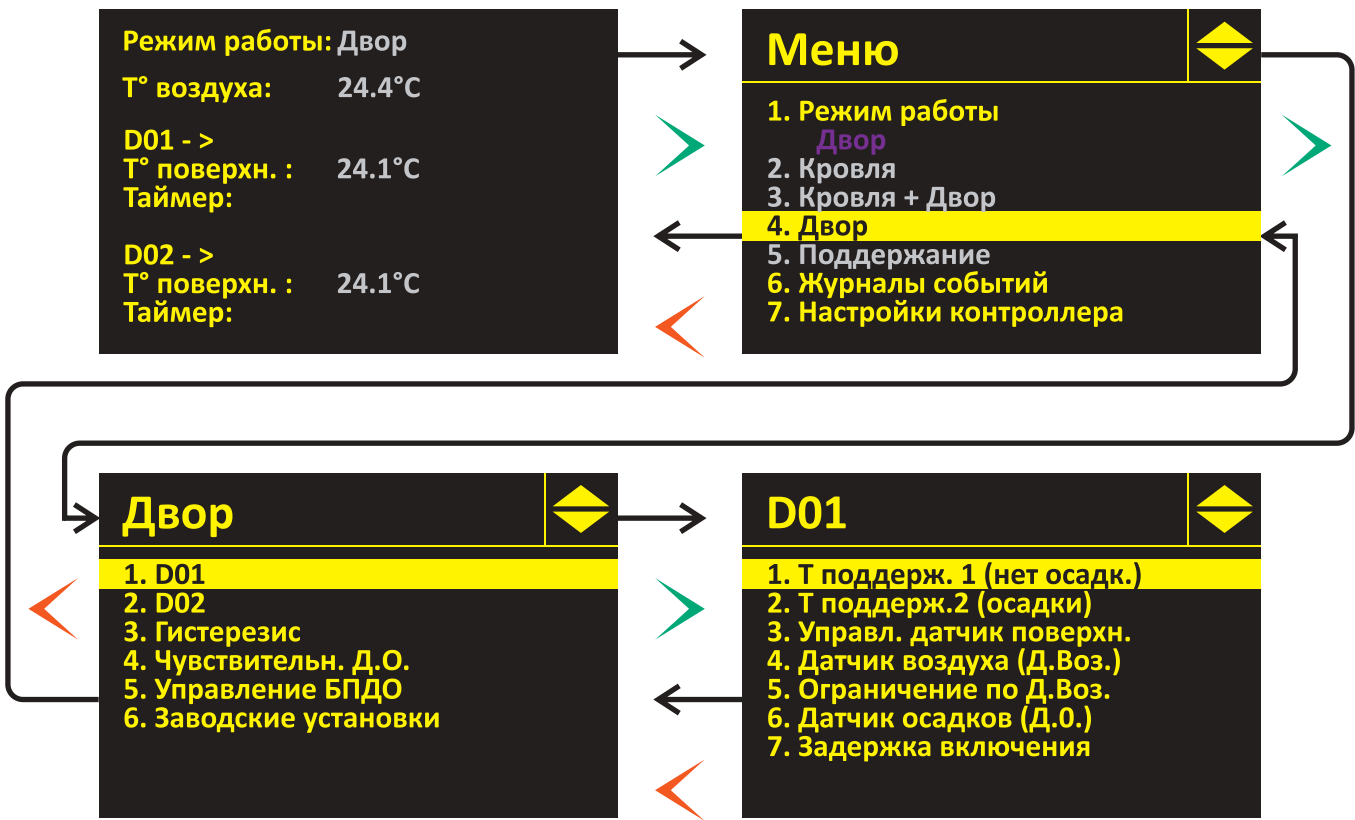 Режим работы: Двор
T° воздуха: 24.4°C
D01 - >
T° поверхн. : 24.1°C
Таймер:
D02 - >
T° поверхн. : 24.1°C
Таймер:
Меню
1. Режим работы
Двор
2. Кровля
3. Кровля + Двор
4. Двор
5. Поддержание
6. Журналы событий
7. Настройки контроллера
Двор
1. D01
2. D02
3. Гистерезис
4. Чувствительн. Д.О.
5. Управление БПДО
6. Заводские установки
D01
1. Т поддерж. 1 (нет осадк.)
2. Т поддерж.2 (осадки)
3. Управл. датчик поверхн.
4. Датчик воздуха (Д.Воз.)
5. Ограничение по Д.Воз.
6. Датчик осадков (Д.0.)
7. Задержка включения